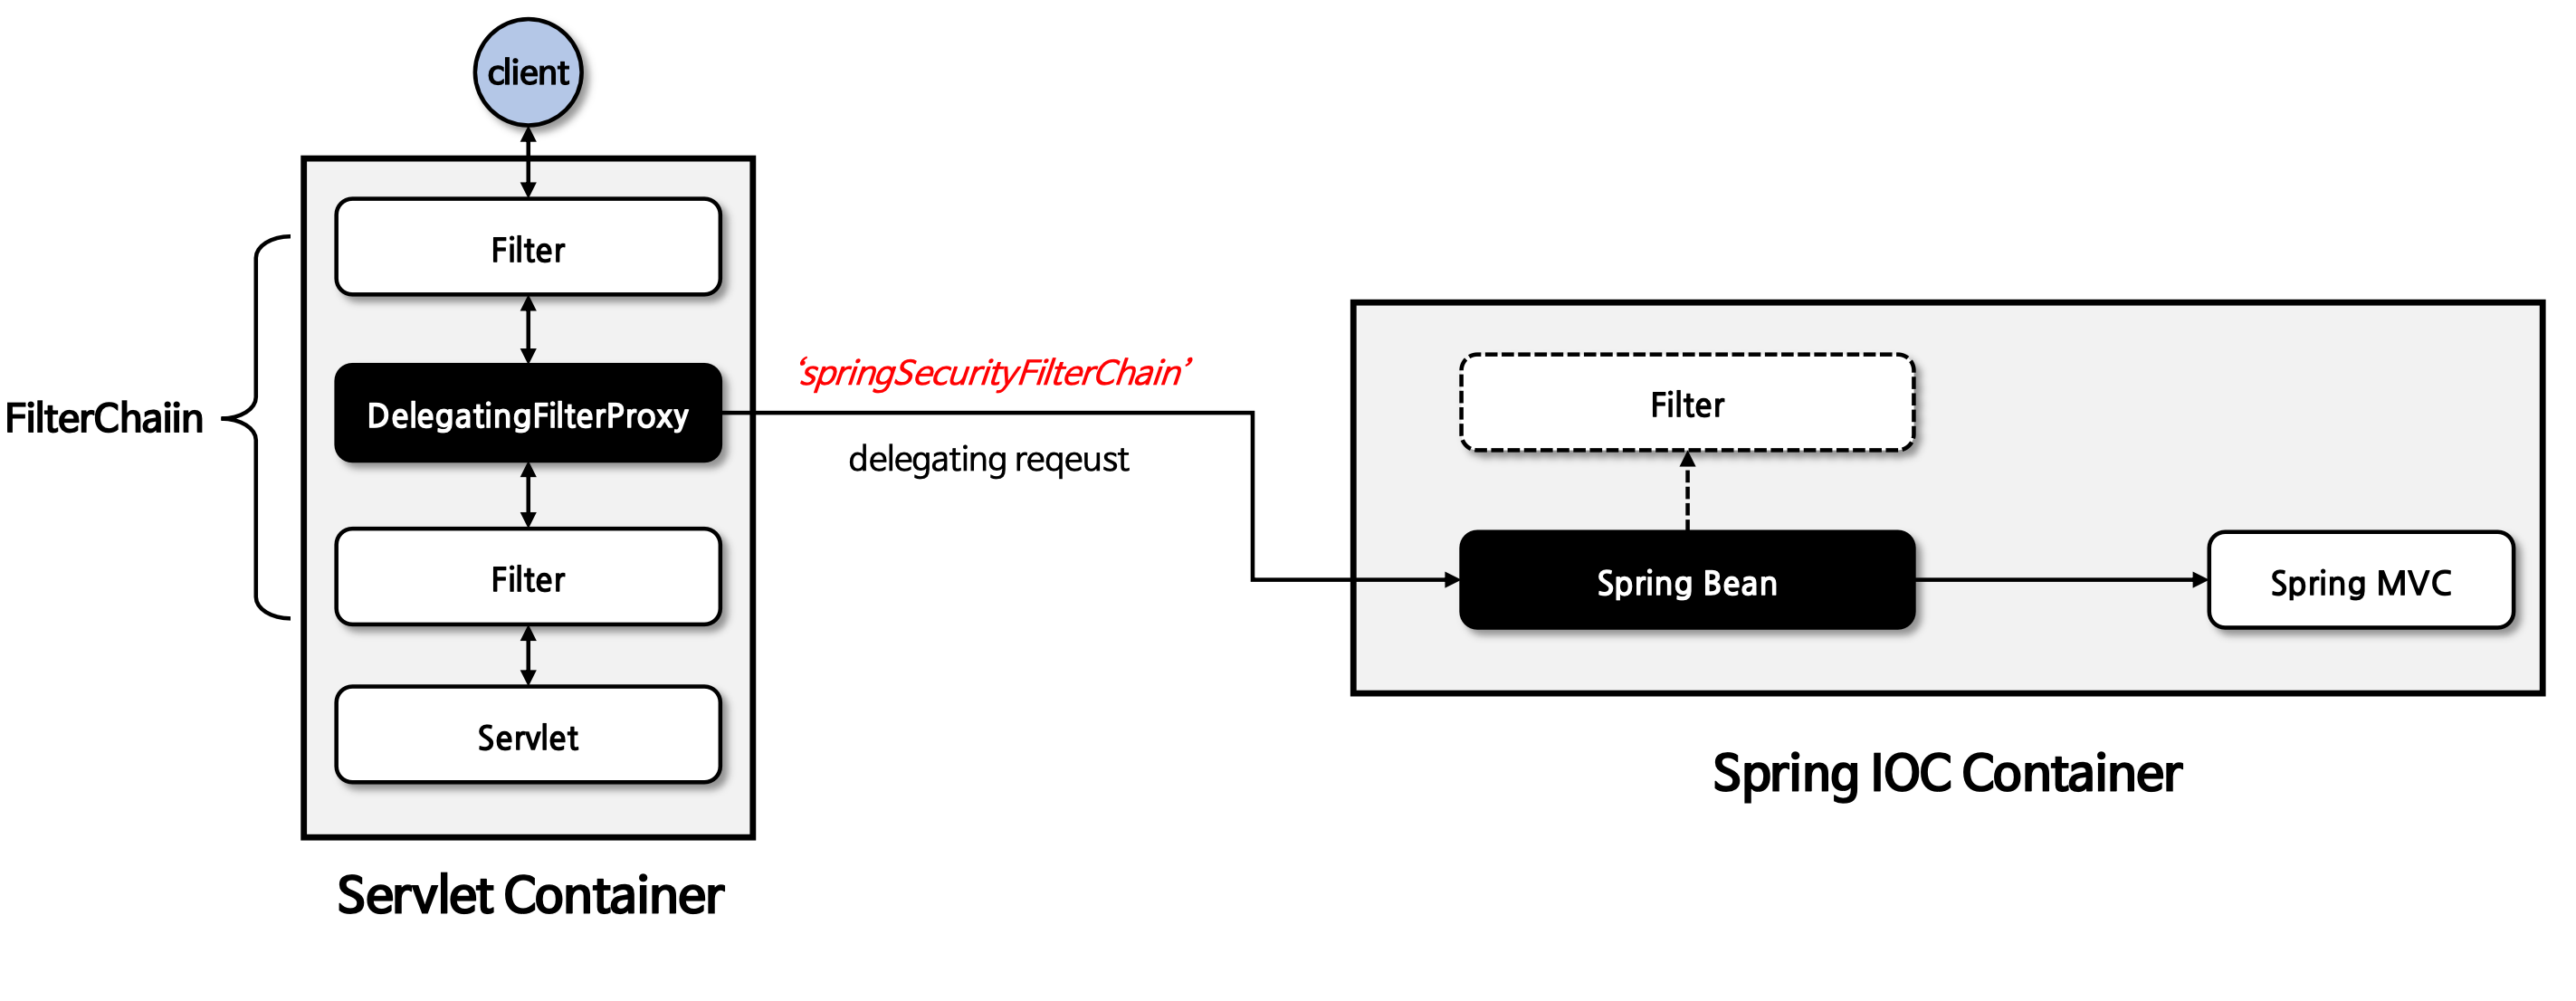 client
Filter
FilterChaiin
DelegatingFilterProxy
Filter
Servlet
Servlet Container
‘springSecurityFilterChain’
delegating reqeust
Filter
Spring Bean
Spring MVC
Spring IOC Container